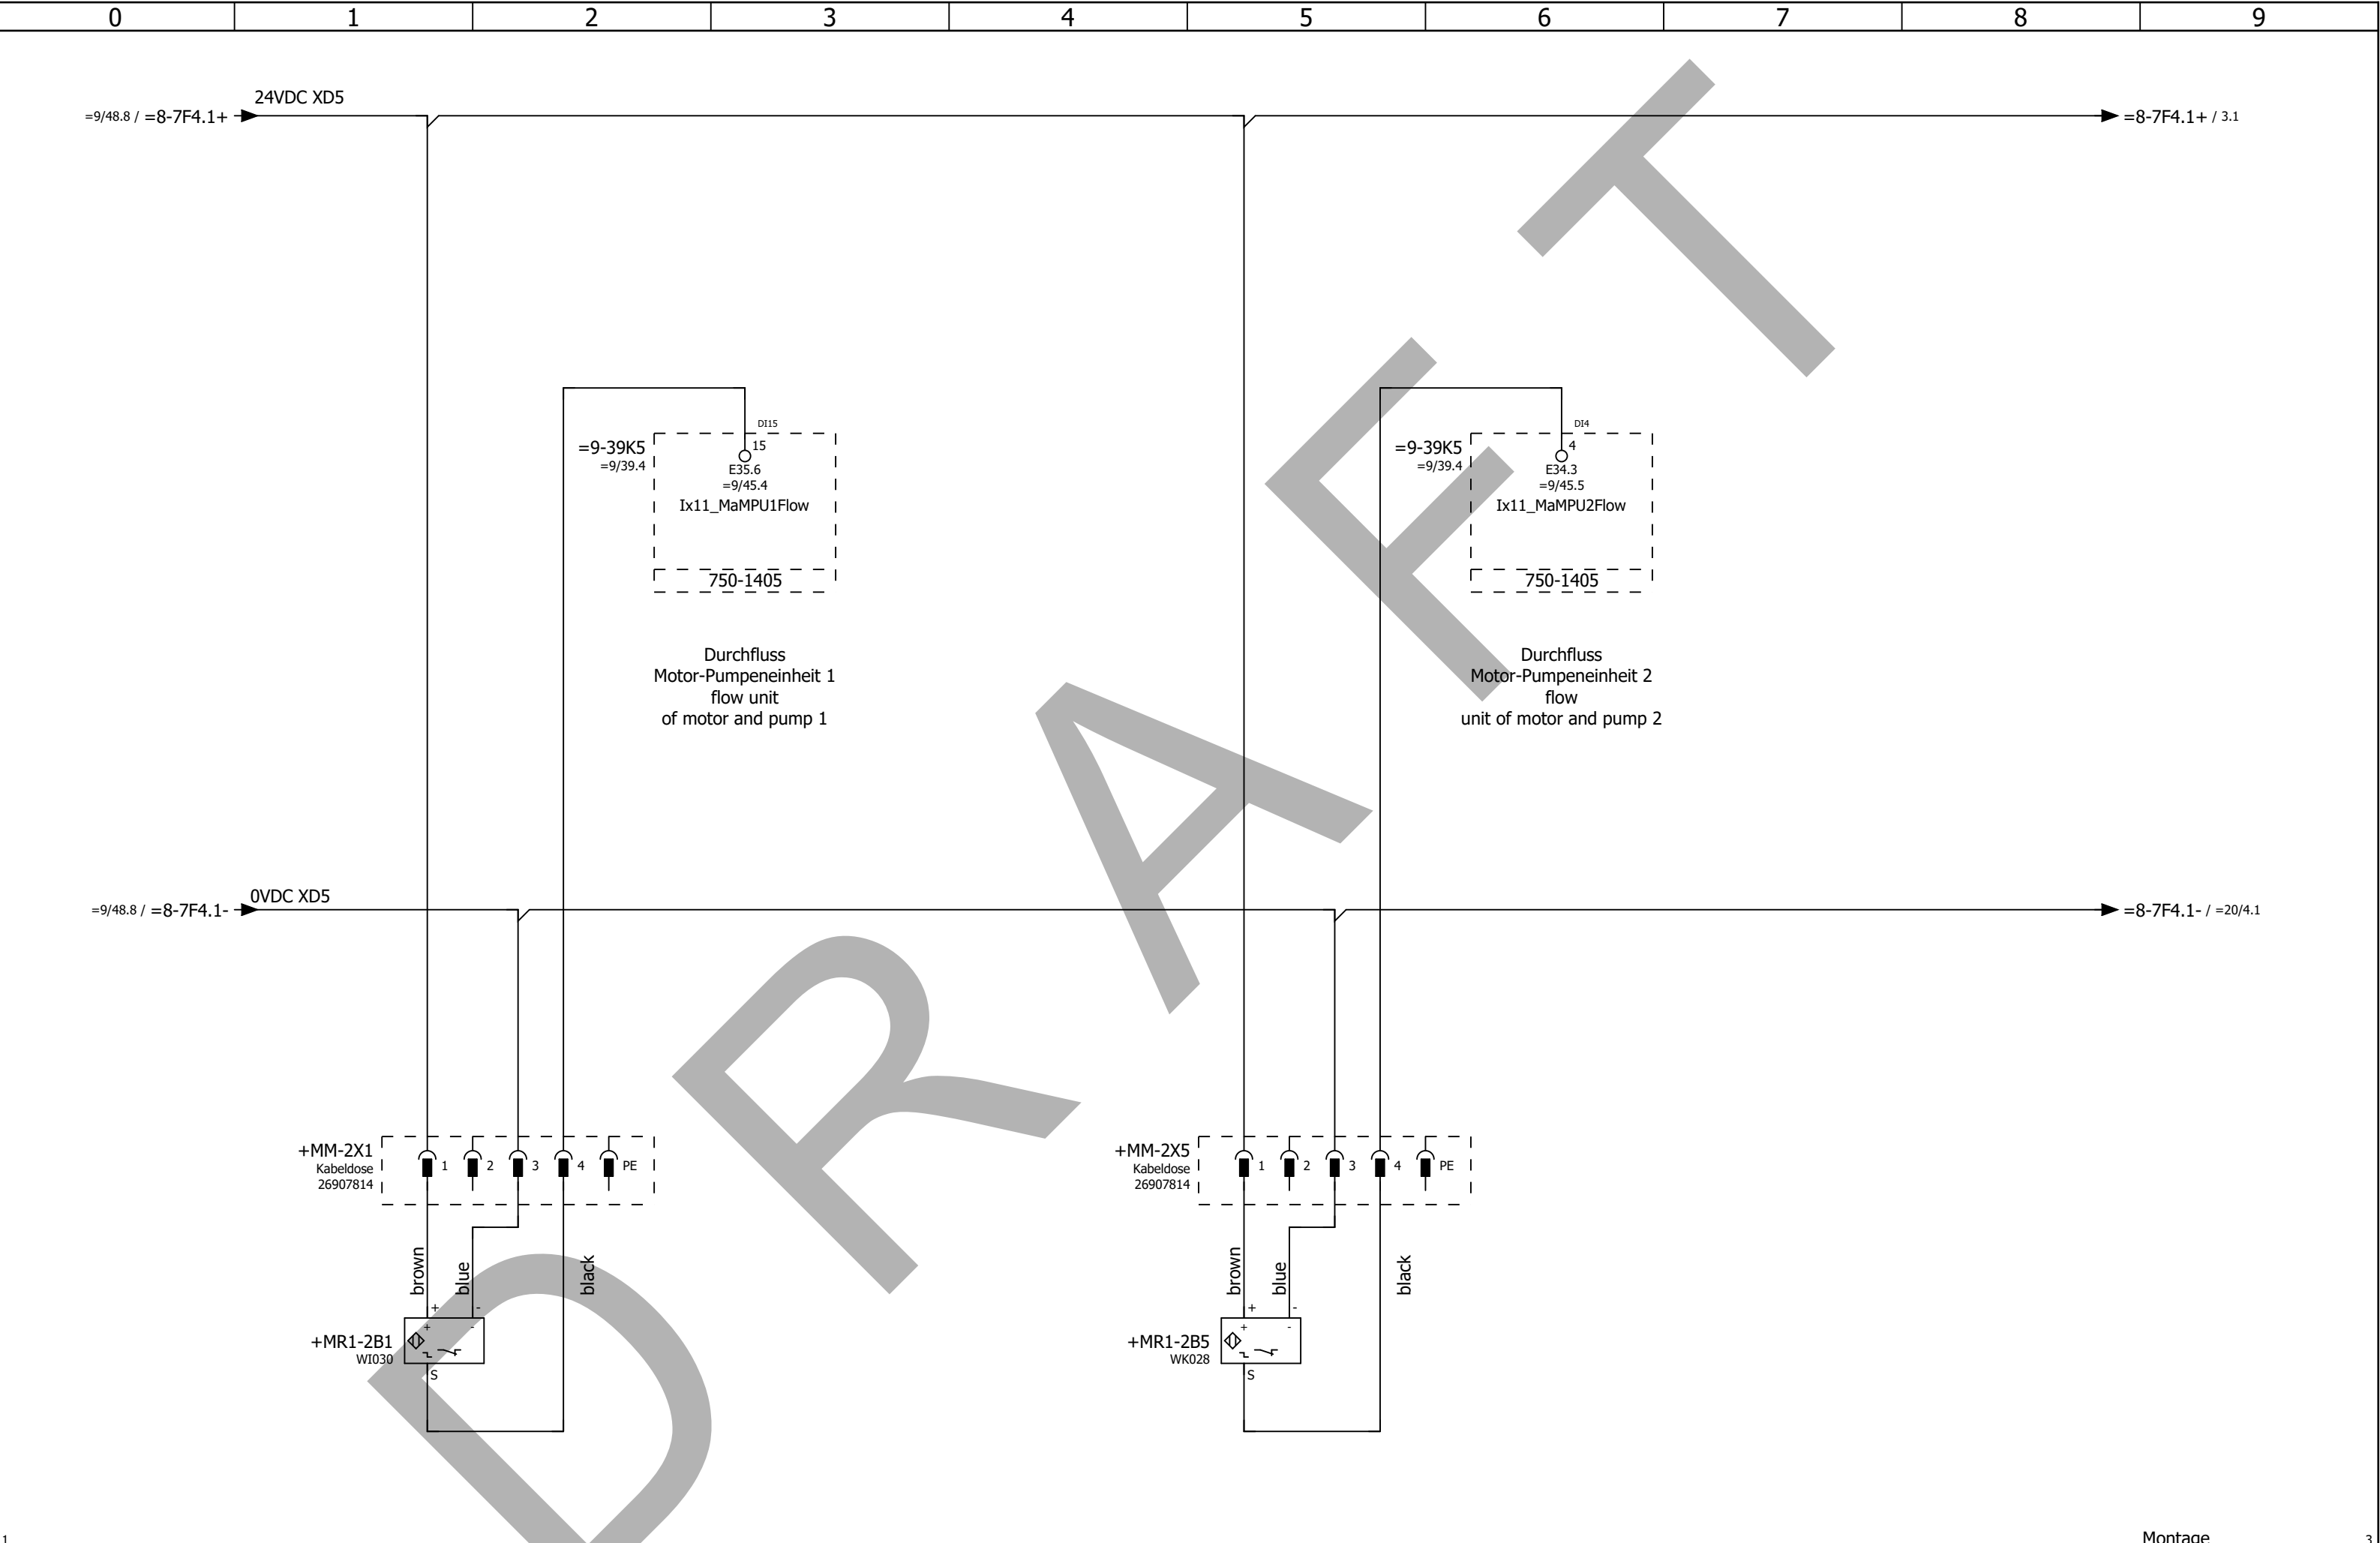 0 1 2 3 4 5 6 7 8 9
24VDC XD5
=9/48.8 / =8-7F4.1+
=8-7F4.1+ / 3.1
DI15
15
=9-39K5
=9/39.4
E35.6
=9/45.4
Ix11_MaMPU1Flow
750-1405
Durchfluss
Motor-Pumpeneinheit 1
flow unit
of motor and pump 1
DI4
4
=9-39K5
=9/39.4
E34.3
=9/45.5
Ix11_MaMPU2Flow
750-1405
Durchfluss
Motor-Pumpeneinheit 2
flow
unit of motor and pump 2
0VDC XD5
=9/48.8 / =8-7F4.1-
=8-7F4.1- / =20/4.1
+MM-2X1
Kabeldose
26907814
1 2 3 4 PE
brown
blue
black
+ -
+ -
+MR1-2B1
WI030
S
+MM-2X5
Kabeldose
26907814
1 2 3 4 PE
brown
blue
black
+ -
+ -
+MR1-2B5
WK028
S
DRAFT
1
Montage
3